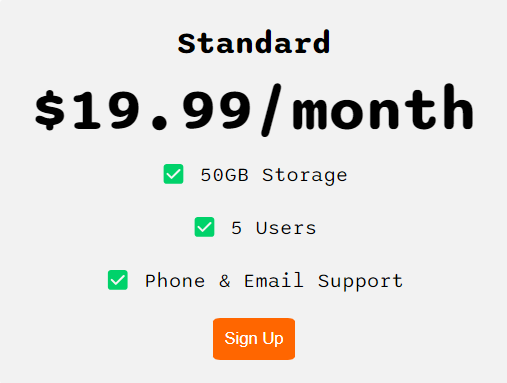 Standard
$19.99/month
50GB Storage
5 Users
Phone & Email Support
Sign Up